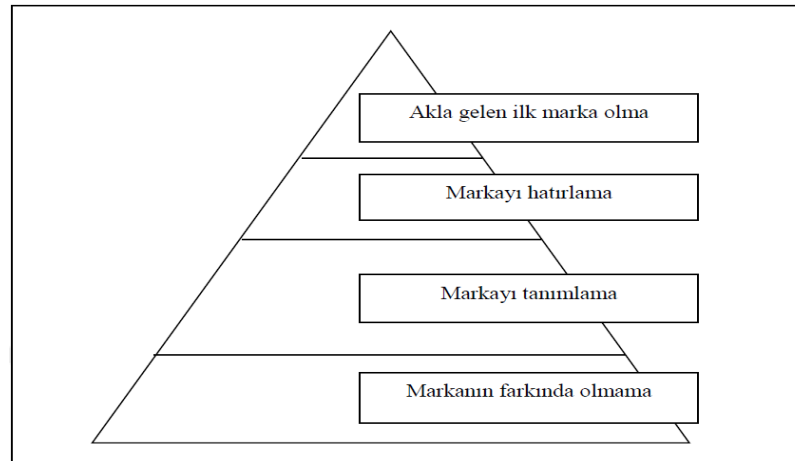 Akla gelen ilk marka olma
Markayı hatırlama
Markayı tanımlama
Markanın farkında olmama